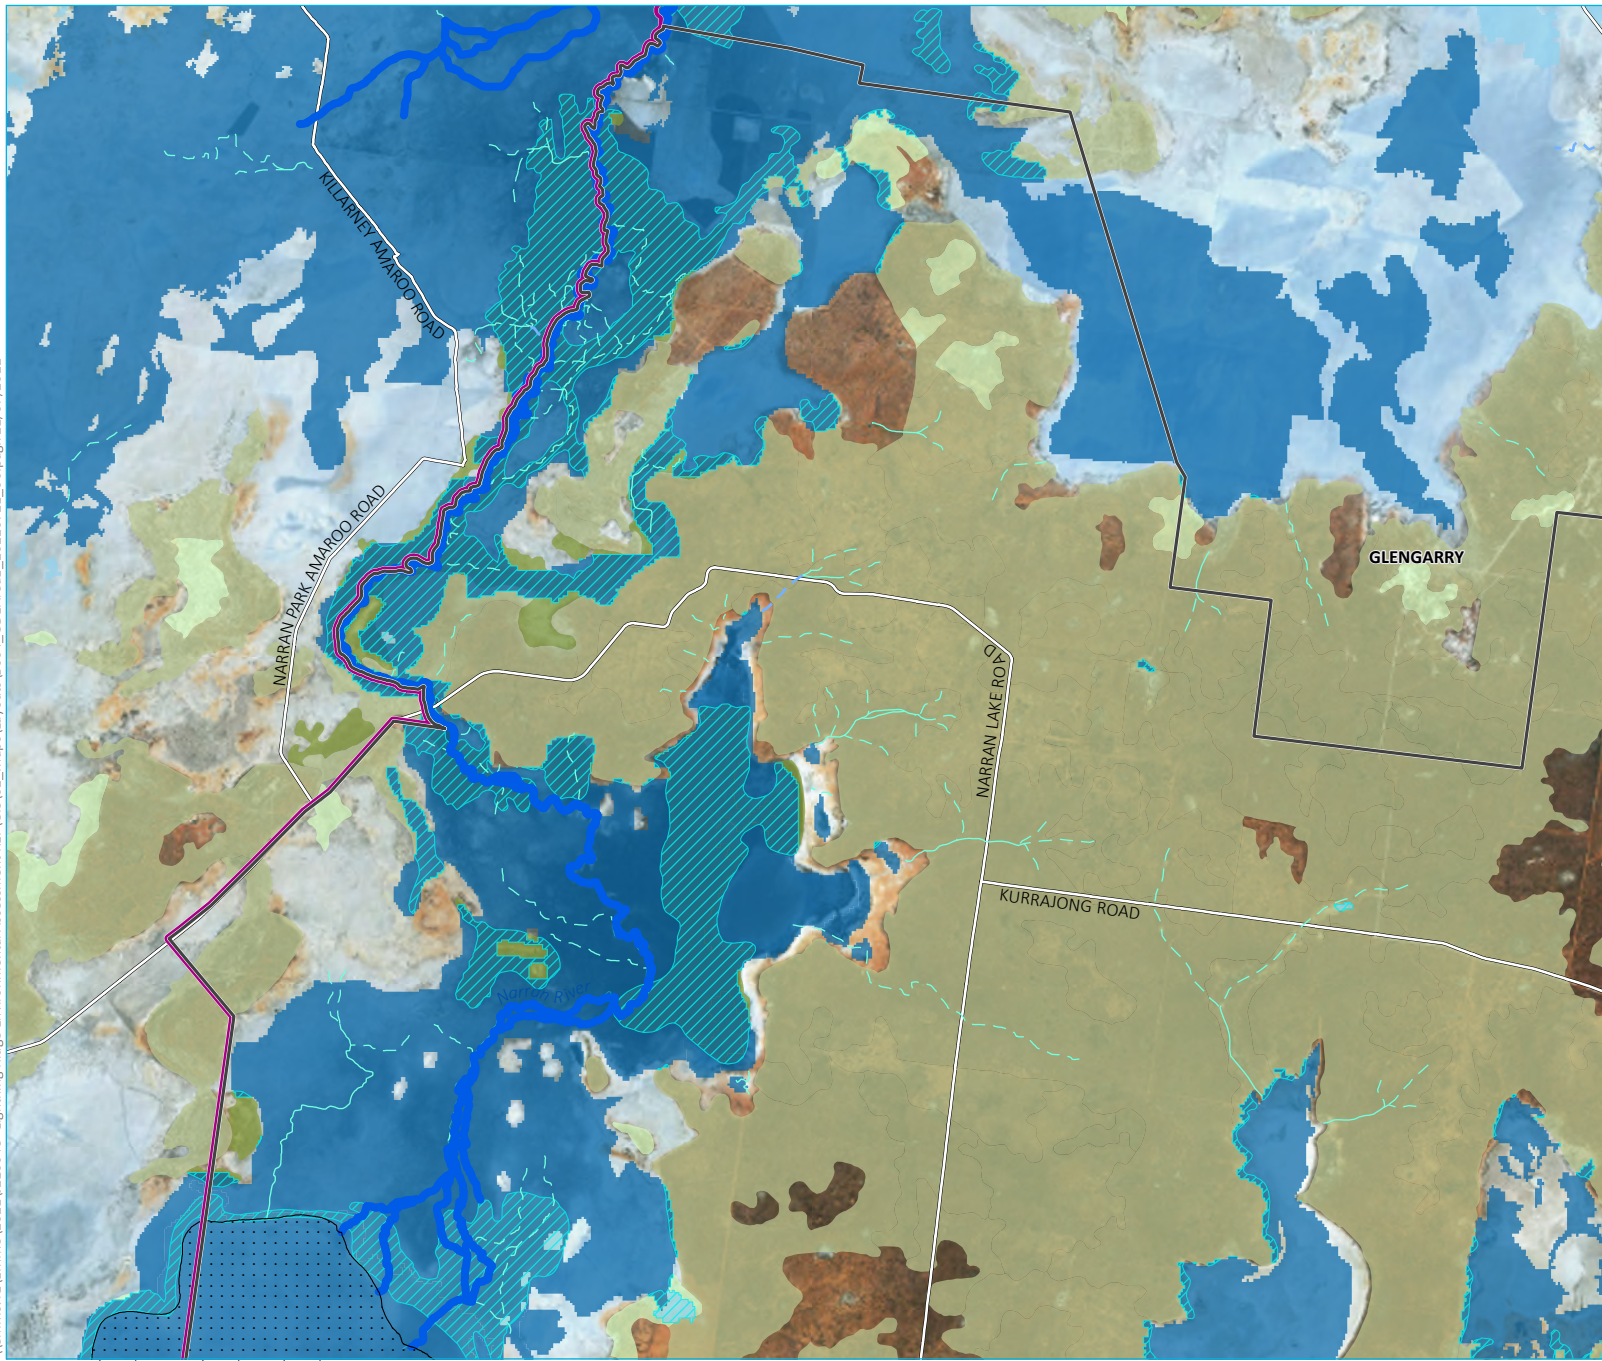 KILLARNEY AMAROO ROAD
NARRAN PARK AMAROO ROAD
GLENGARRY
NARRAN LAKE ROAD
KURRAJONG ROAD
Narran River